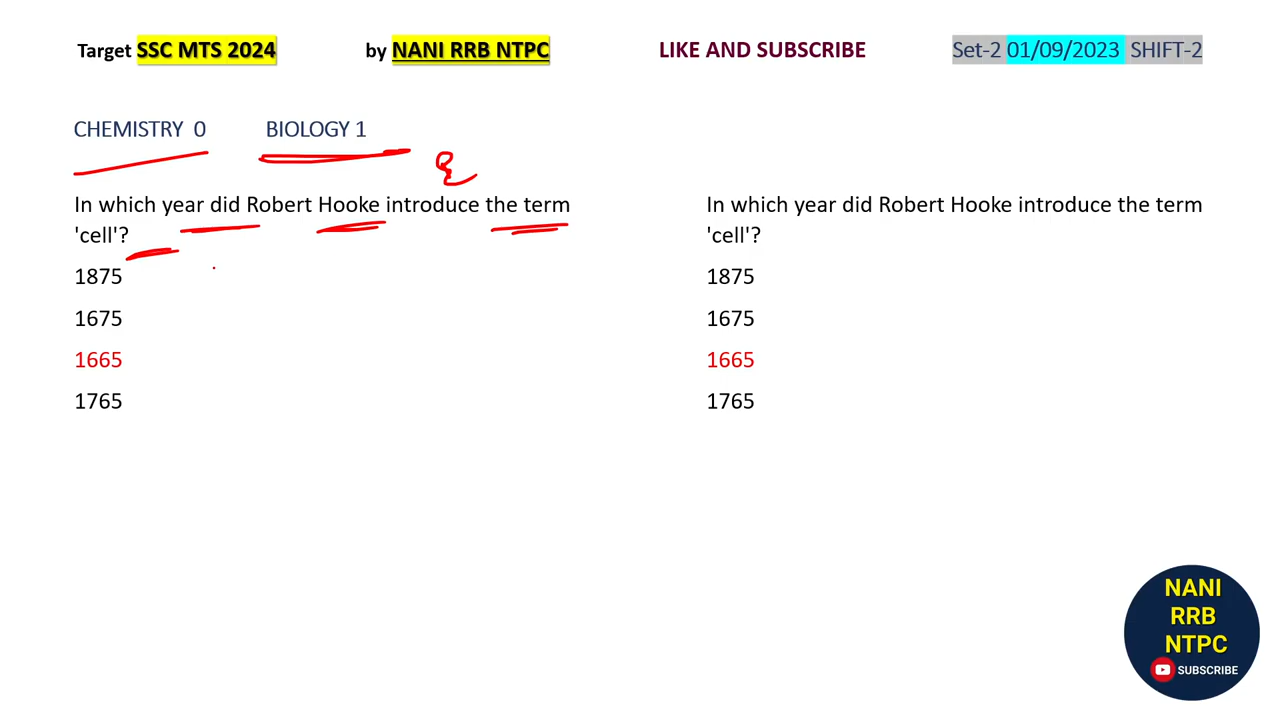 Target SSC MTS 2024 by NANI RRB NTPC LIKE AND SUBSCRIBE Set-2 01/09/2023 SHIFT-2
CHEMISTRY 0 BIOLOGY 1
In which year did Robert Hooke introduce the term
'cell'?
1875
1675
1665
1765
In which year did Robert Hooke introduce the term
'cell'?
1875
1675
1665
1765
NANI
RRB
NTPC
SUBSCRIBE